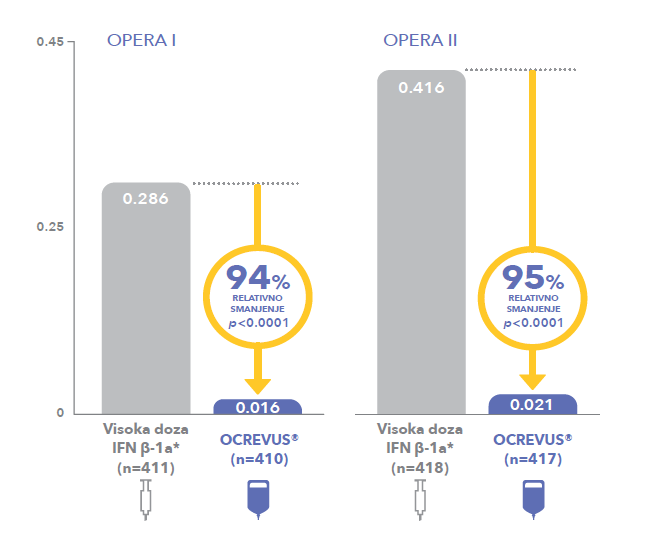 OPERA I
0.45
0.25
0
0.286
94%
RELATIVNO
SMANJENJE
p<0.0001
0.016
Visoka doza
IFN β-1a*
(n=411)
OCREVUS®
(n=410)
OPERA II
0.416
95%
RELATIVNO
SMANJENJE
p<0.0001
0.021
Visoka doza
IFN β-1a*
(n=418)
OCREVUS®
(n=417)